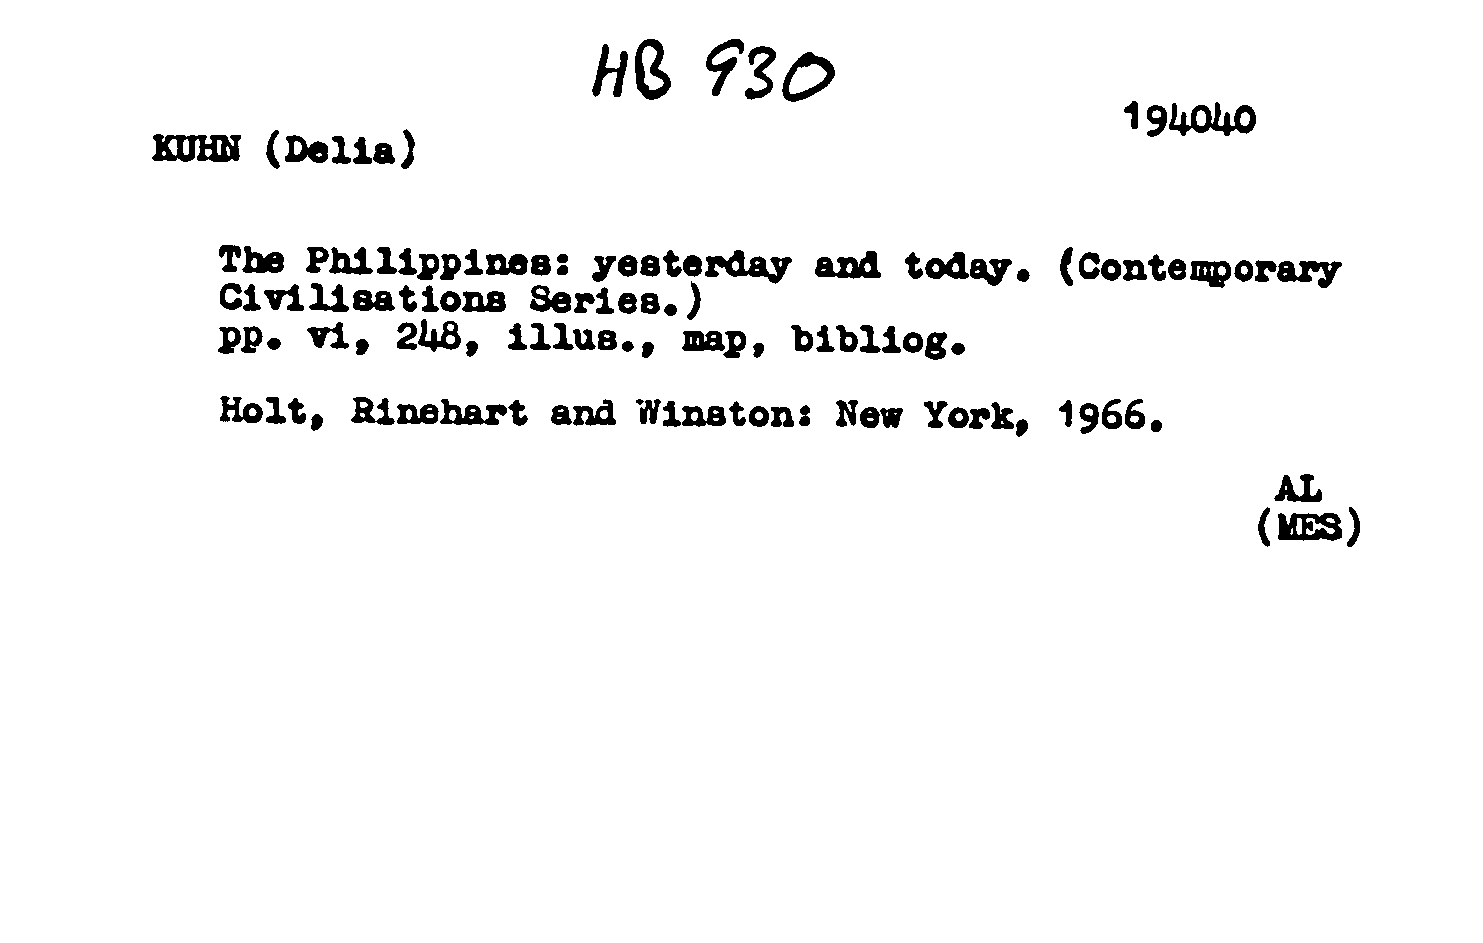 HB 930
194040
KUHN (Delia)
The Philippines: yesterday and today. (Contemporary
Civilisations Series.)
pp. vi, 248, illus., map, bibliog.
Holt, Rinehart and Winston: New York, 1966.
AL
(MES)